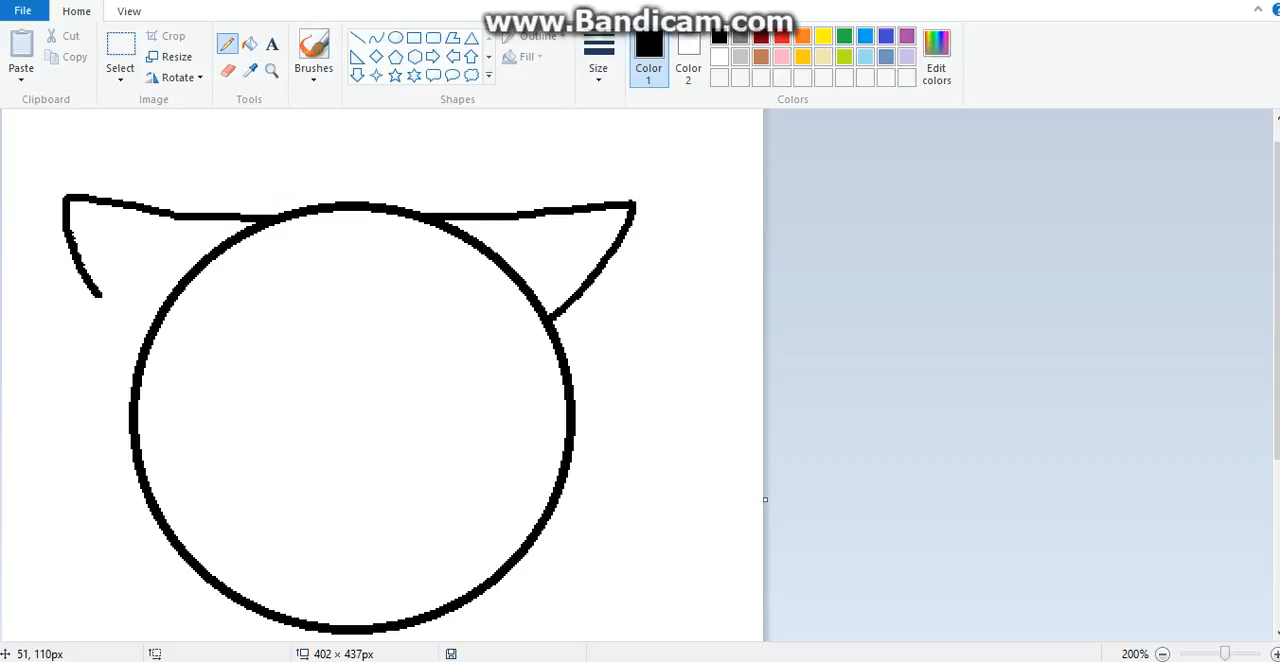 www.Bandicam.com
File
Home
View
Paste
Cut
Copy
Clipboard
Select
Crop
Resize
Rotate
Image
Tools
Brushes
Outline
Fill
Shapes
Size
Color
1
Color
2
Edit
colors
Colors
51, 110px
402 × 437px
200%